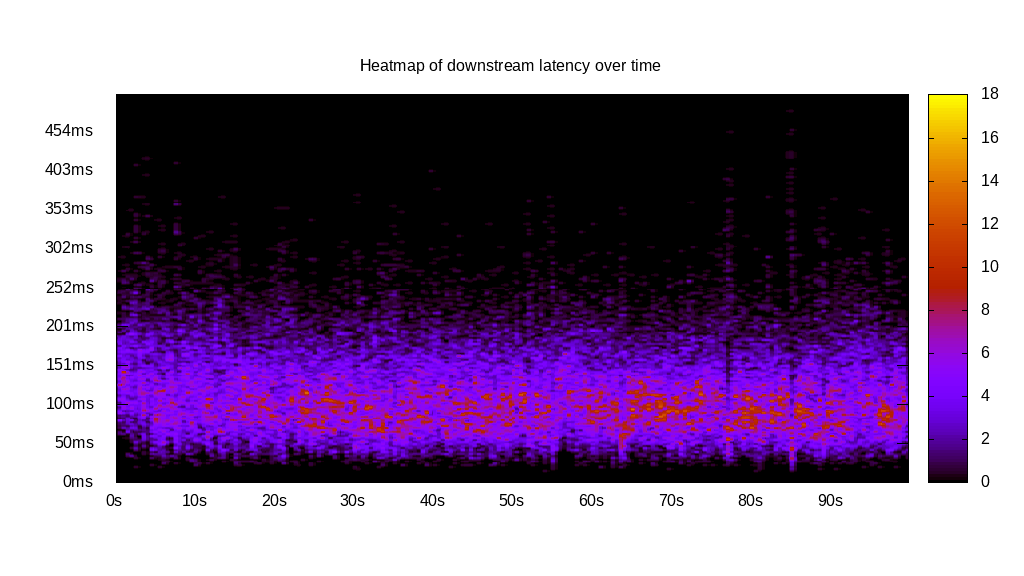 Heatmap of downstream latency over time
454ms
403ms
353ms
302ms
252ms
201ms
151ms
100ms
50ms
0ms
0s 10s 20s 30s 40s 50s 60s 70s 80s 90s
18
16
14
12
10
8
6
4
2
0